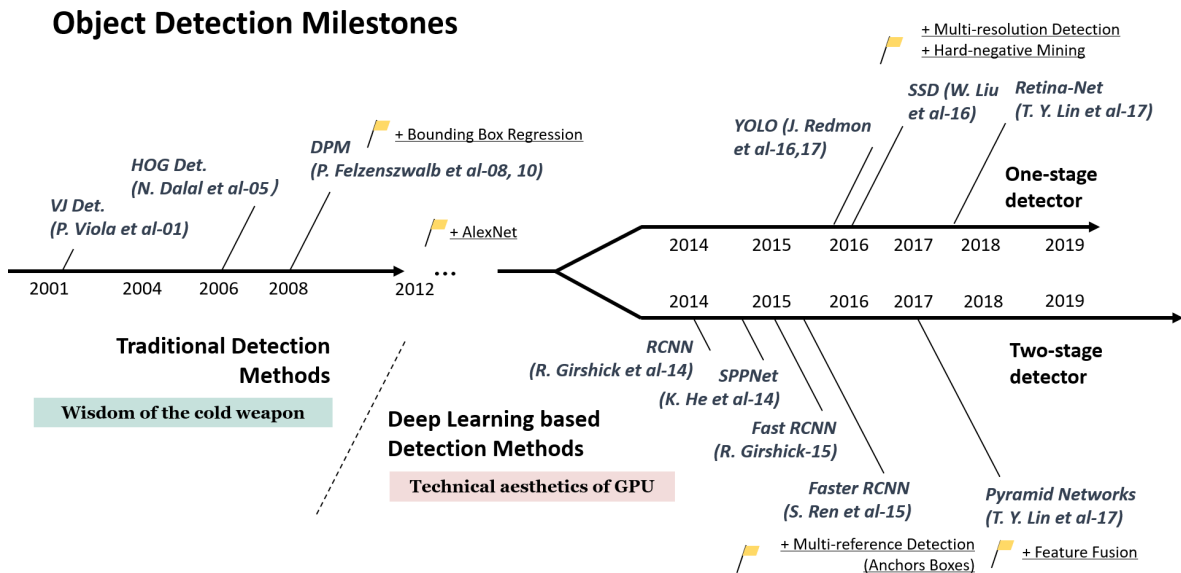 Object Detection Milestones
+ Multi-resolution Detection
+ Hard-negative Mining
SSD (W. Liu
et al-16)
Retina-Net
(T. Y. Lin et al-17)
YOLO (J. Redmon
et al-16,17)
+ Bounding Box Regression
DPM
(P. Felzenszwalb et al-08, 10)
HOG Det.
(N. Dalal et al-05)
VJ Det.
(P. Viola et al-01)
+ AlexNet
One-stage
detector
2014 2015 2016 2017 2018 2019
...
2001 2004 2006 2008 2012
2014 2015 2016 2017 2018 2019
Traditional Detection
Methods
Wisdom of the cold weapon
Deep Learning based
Detection Methods
Technical aesthetics of GPU
RCNN
(R. Girshick et al-14)
SPPNet
(K. He et al-14)
Fast RCNN
(R. Girshick-15)
Faster RCNN
(S. Ren et al-15)
Two-stage
detector
Pyramid Networks
(T. Y. Lin et al-17)
+ Multi-reference Detection
(Anchors Boxes)
+ Feature Fusion